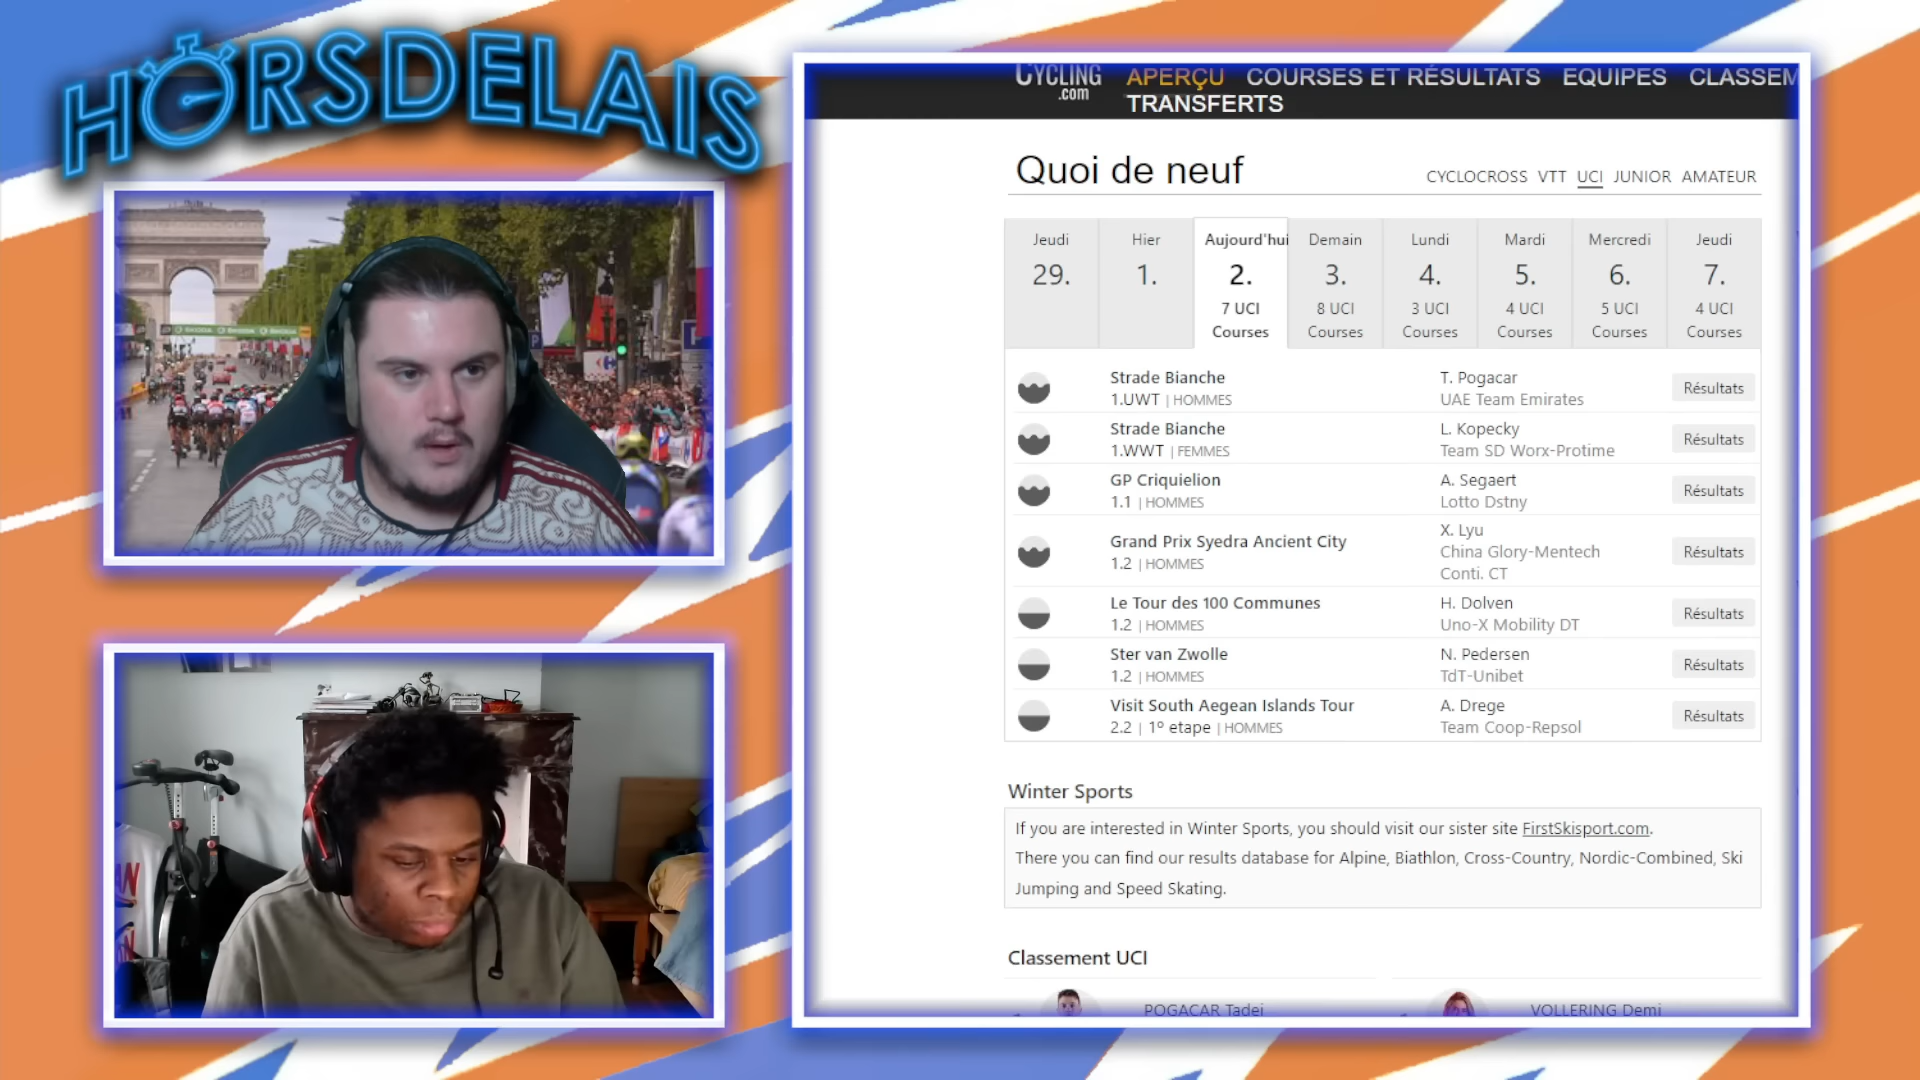 HORSDELAIS
CYCLING
.com
APERÇU COURSES ET RÉSULTATS EQUIPES CLASSEM
TRANSFERTS
Quoi de neuf
CYCLOCROSS VTT UCI JUNIOR AMATEUR
Jeudi Hier Aujourd'hui Demain Lundi Mardi Mercredi Jeudi
29. 1. 2. 3. 4. 5. 6. 7.
7 UCI 8 UCI 3 UCI 4 UCI 5 UCI 4 UCI
Courses Courses Courses Courses Courses Courses
Strade Bianche T. Pogacar
1.UWT | HOMMES UAE Team Emirates Résultats
Strade Bianche L. Kopecky
1.WWT | FEMMES Team SD Worx-Protime Résultats
GP Criquielion A. Segaert
1.1 | HOMMES Lotto Dstny Résultats
Grand Prix Syedra Ancient City X. Lyu
1.2 | HOMMES China Glory-Mentech Résultats
Conti. CT
Le Tour des 100 Communes H. Dolven
1.2 | HOMMES Uno-X Mobility DT Résultats
Ster van Zwolle N. Pedersen
1.2 | HOMMES TdT-Unibet Résultats
Visit South Aegean Islands Tour A. Drege
2.2 | 1º etape | HOMMES Team Coop-Repsol Résultats
Winter Sports
If you are interested in Winter Sports, you should visit our sister site FirstSkisport.com.
There you can find our results database for Alpine, Biathlon, Cross-Country, Nordic-Combined, Ski
Jumping and Speed Skating.
Classement UCI
POGACAR Tadej VOLLERING Demi